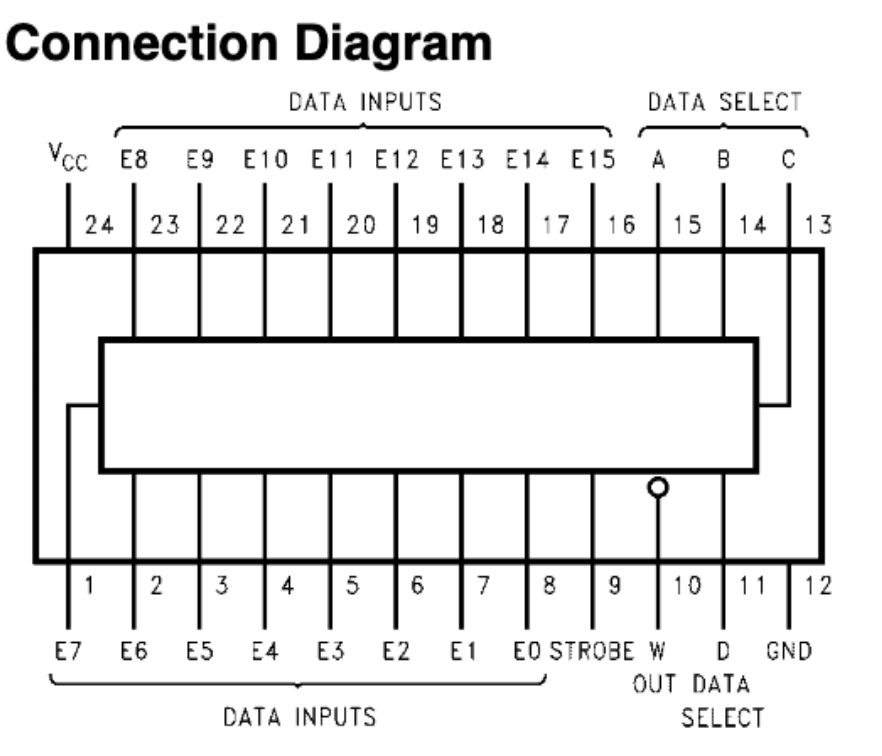 Connection Diagram
DATA INPUTS DATA SELECT
VCC E8 E9 E10 E11 E12 E13 E14 E15 A B C
24 23 22 21 20 19 18 17 16 15 14 13
1 2 3 4 5 6 7 8 9 10 11 12
E7 E6 E5 E4 E3 E2 E1 E0 STROBE W D GND
OUT DATA
DATA INPUTS SELECT